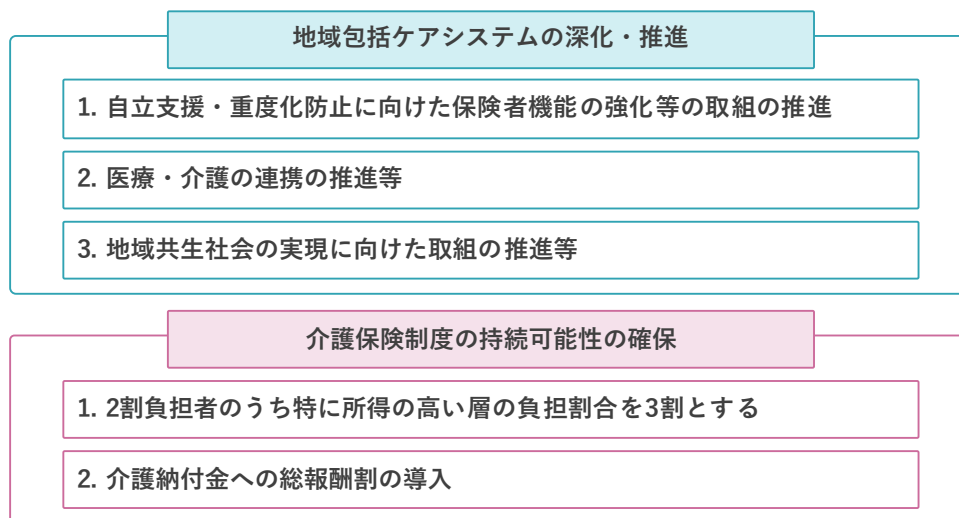 地域包括ケアシステムの深化・推進
1. 自立支援・重度化防止に向けた保険者機能の強化等の取組の推進
2. 医療・介護の連携の推進等
3. 地域共生社会の実現に向けた取組の推進等
介護保険制度の持続可能性の確保
1. 2割負担者のうち特に所得の高い層の負担割合を3割とする
2. 介護納付金への総報酬割の導入